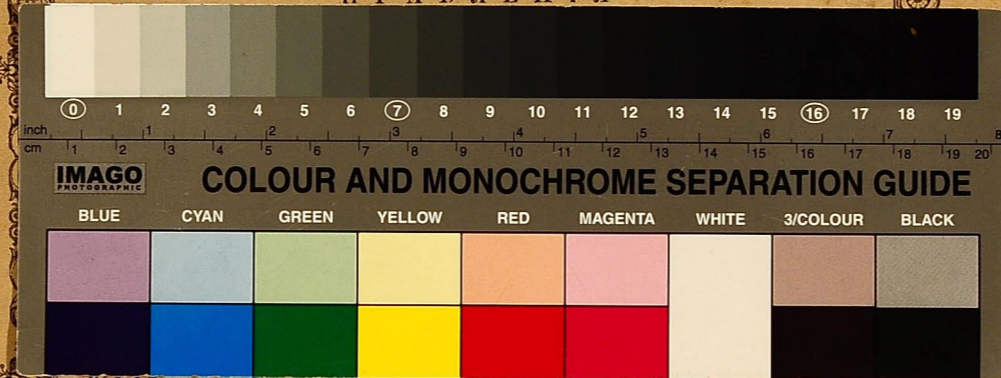 0 1 2 3 4 5 6 7 8 9 10 11 12 13 14 15 16 17 18 19
inch 1 2 3 4 5 6 7 8
cm 1 2 3 4 5 6 7 8 9 10 11 12 13 14 15 16 17 18 19 20
IMAGO
PHOTOGRAPHIC
COLOUR AND MONOCHROME SEPARATION GUIDE
BLUE CYAN GREEN YELLOW RED MAGENTA WHITE 3/COLOUR BLACK